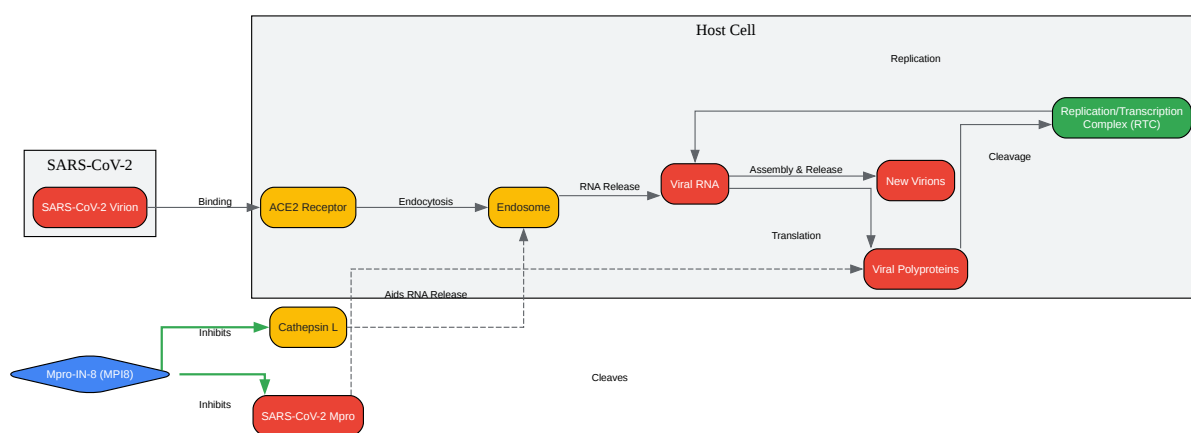 Host Cell
Replication
Replication/Transcription
Complex (RTC)
Cleavage
SARS-CoV-2
SARS-CoV-2 Virion
Binding
ACE2 Receptor
Endocytosis
Endosome
RNA Release
Viral RNA
Assembly & Release
New Virions
Translation
Viral Polyproteins
Aids RNA Release
Cathepsin L
Inhibits
Mpro-IN-8 (MPI8)
Cleaves
Inhibits
SARS-CoV-2 Mpro